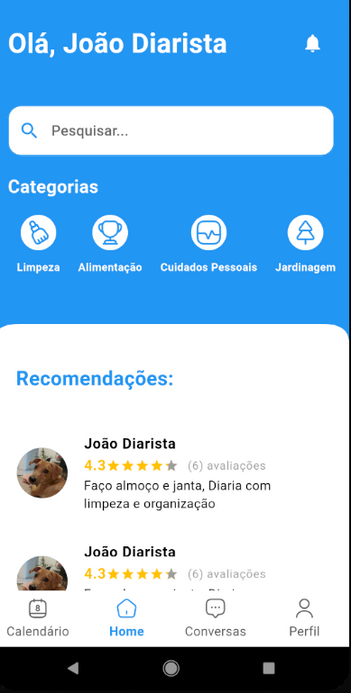 Olá, João Diarista
Pesquisar...
Categorias
Limpeza Alimentação Cuidados Pessoais Jardinagem
Recomendações:
João Diarista
4.3 (6) avaliações
Faço almoço e janta, Diaria com
limpeza e organização
João Diarista
4.3 (6) avaliações
8
Calendário Home Conversas Perfil